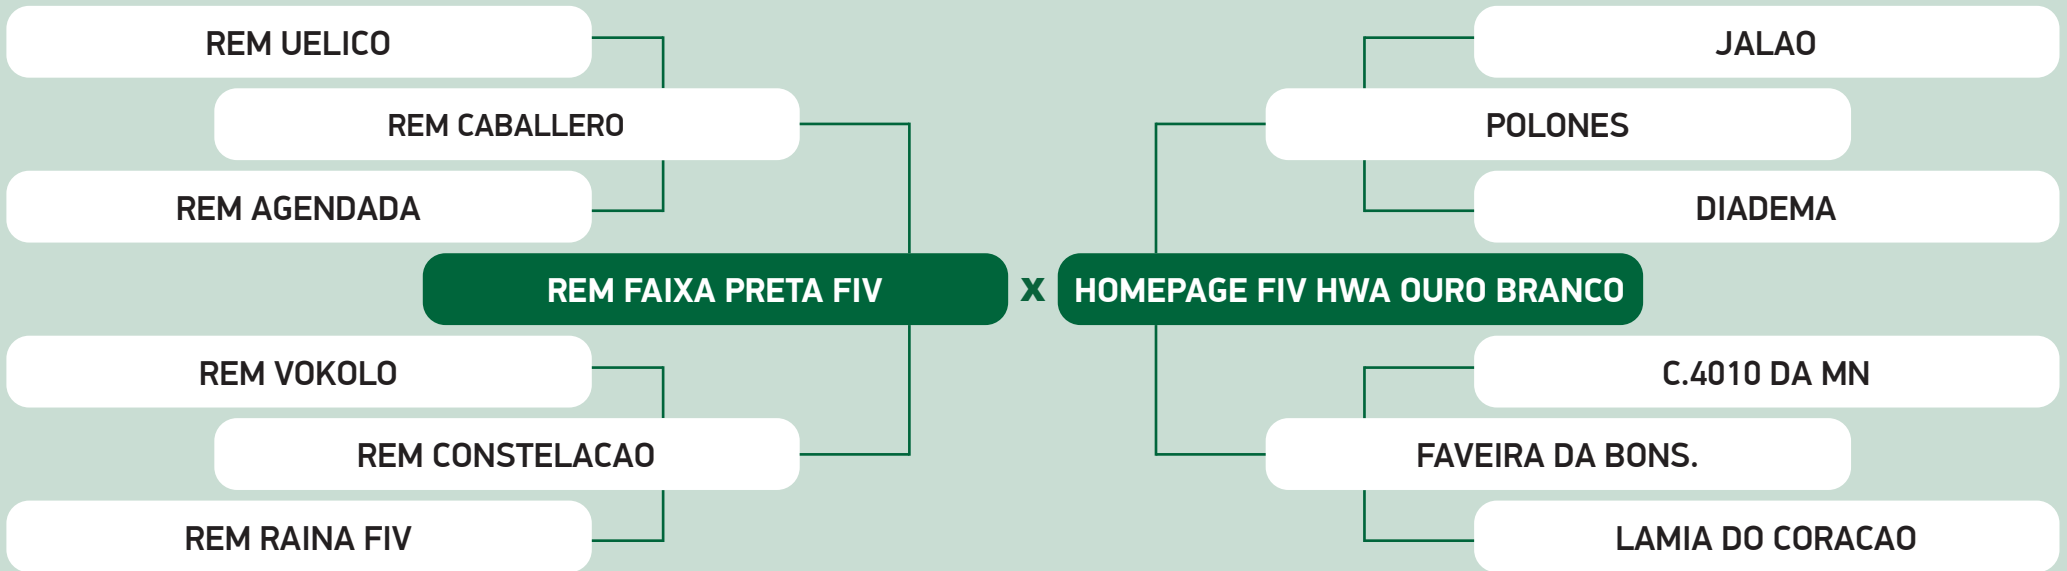 REM UELICO
JALAO
REM CABALLERO
POLONES
REM AGENDADA
DIADEMA
REM FAIXA PRETA FIV x HOMEPAGE FIV HWA OURO BRANCO
REM VOKOLO
C.4010 DA MN
REM CONSTELACAO
FAVEIRA DA BONS.
REM RAINA FIV
LAMIA DO CORACAO